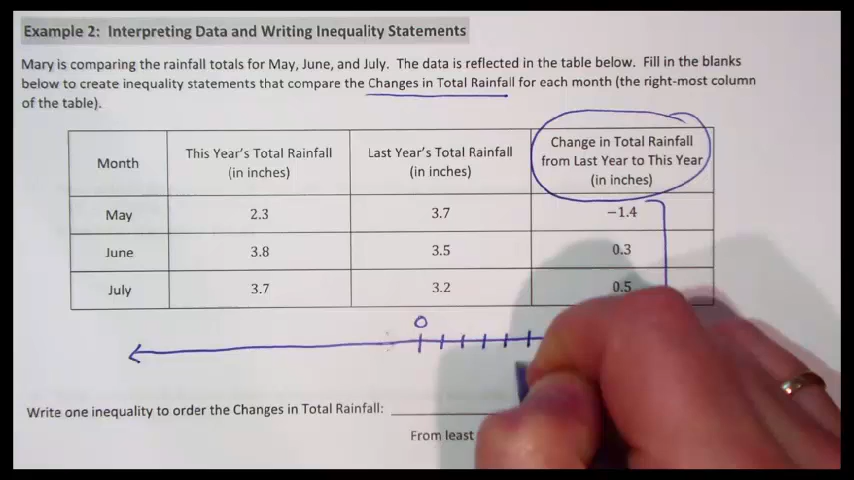 Example 2: Interpreting Data and Writing Inequality Statements
Mary is comparing the rainfall totals for May, June, and July. The data is reflected in the table below. Fill in the blanks
below to create inequality statements that compare the Changes in Total Rainfall for each month (the right-most column
of the table).
Month
This Year's Total Rainfall
(in inches)
Last Year's Total Rainfall
(in inches)
Change in Total Rainfall
from Last Year to This Year
(in inches)
May
2.3
3.7
−1.4
June
3.8
3.5
0.3
July
3.7
3.2
0.5
0
Write one inequality to order the Changes in Total Rainfall:
From least